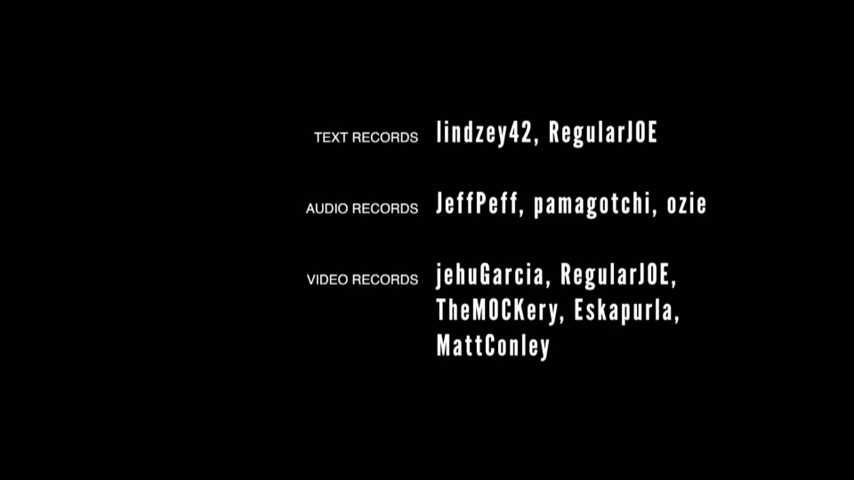 TEXT RECORDS lindzey42, RegularJOE
AUDIO RECORDS JeffPeff, pamagotchi, ozie
VIDEO RECORDS jehuGarcia, RegularJOE,
TheMOCKery, Eskapurla,
MattConley